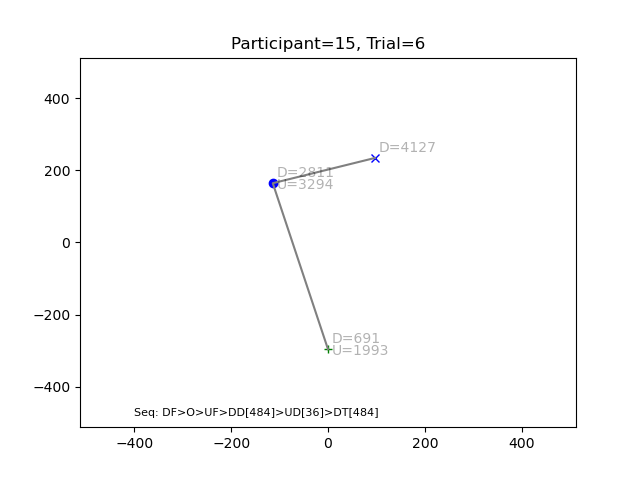 Participant=15, Trial=6
400
200
0
−200
−400
D=4127
D=2811
U=3294
D=691
U=1993
Seq: DF>O>UF>DD[484]>UD[36]>DT[484]
−400 −200 0 200 400